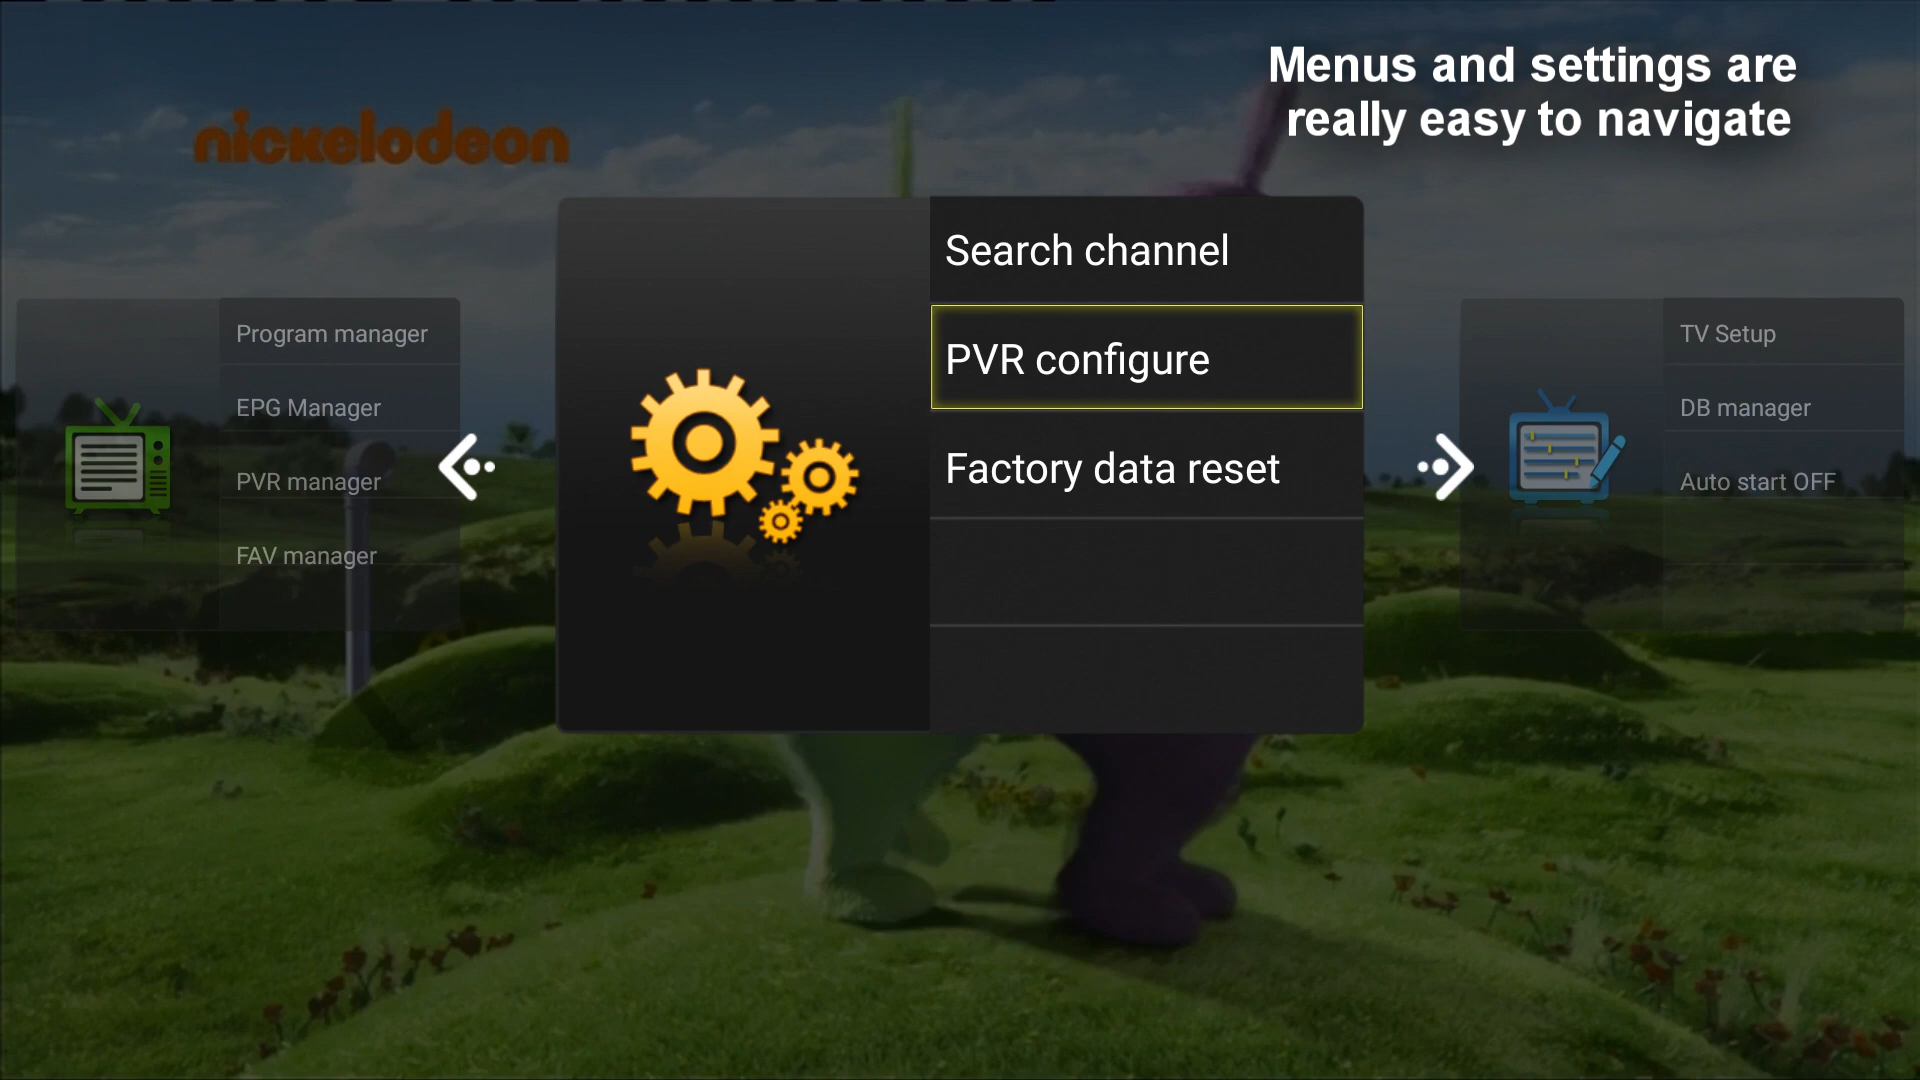 Menus and settings are
really easy to navigate
nickelodeon
Program manager
EPG Manager
PVR manager
FAV manager
Search channel
PVR configure
Factory data reset
TV Setup
DB manager
Auto start OFF